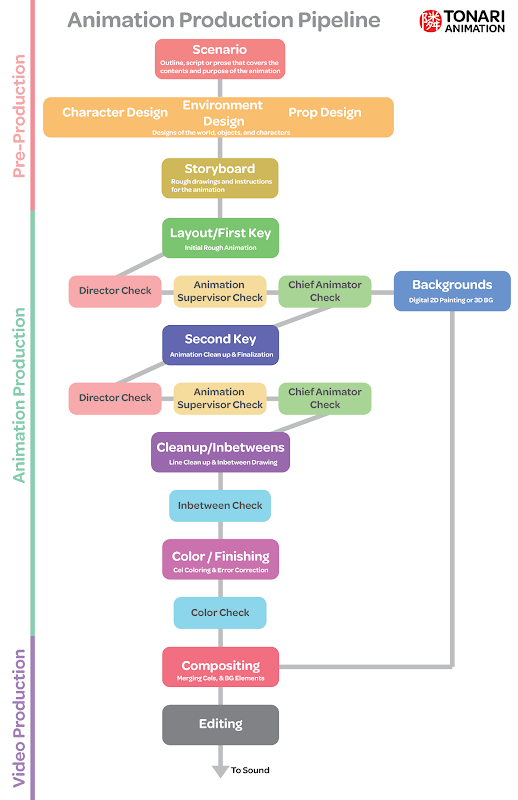 Animation Production Pipeline
隣 TONARI
ANIMATION
Pre-Production
Scenario
Outline, script or prose that covers the
contents and purpose of the animation
Character Design
Environment
Design
Prop Design
Designs of the world, objects, and characters
Storyboard
Rough drawings and instructions
for the animation
Animation Production
Layout/First Key
Initial Rough Animation
Director Check
Animation
Supervisor Check
Chief Animator
Check
Backgrounds
Digital 2D Painting or 3D BG
Second Key
Animation Clean up & Finalization
Director Check
Animation
Supervisor Check
Chief Animator
Check
Cleanup/Inbetweens
Line Clean up & Inbetween Drawing
Inbetween Check
Color / Finishing
Cel Coloring & Error Correction
Color Check
Video Production
Compositing
Merging Cels, & BG Elements
Editing
To Sound